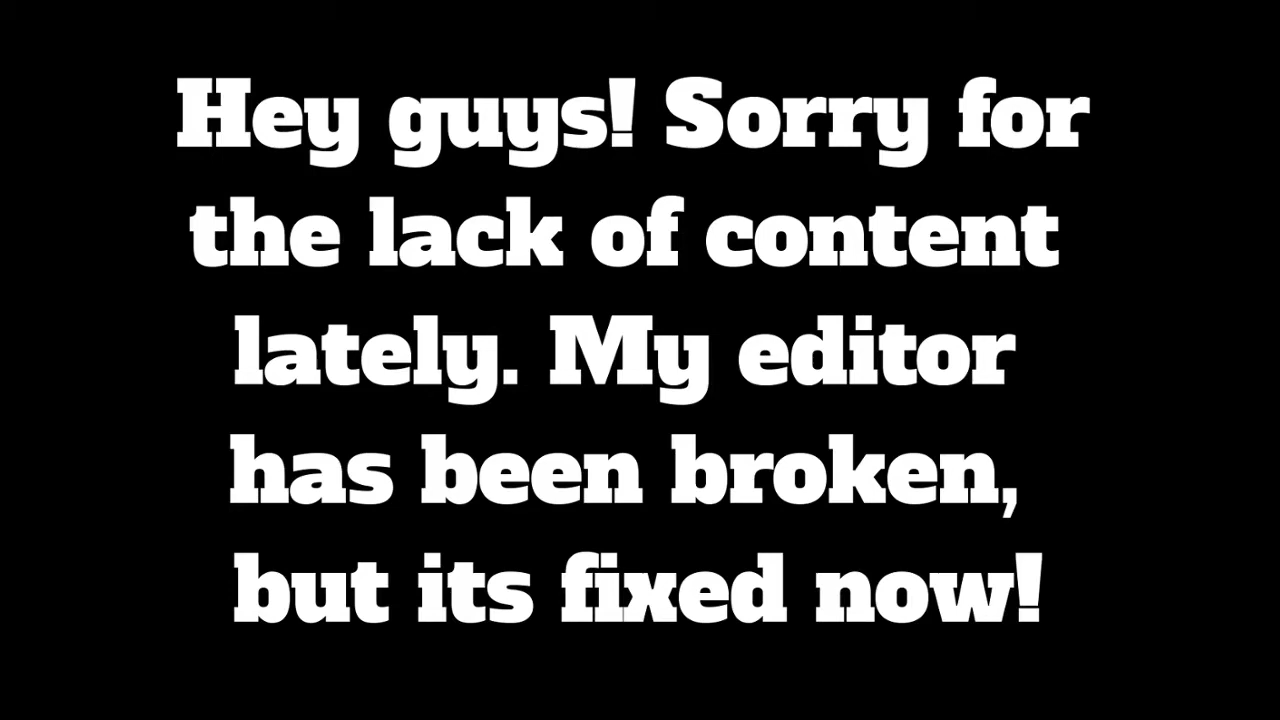 Hey guys! Sorry for
the lack of content
lately. My editor
has been broken,
but its fixed now!